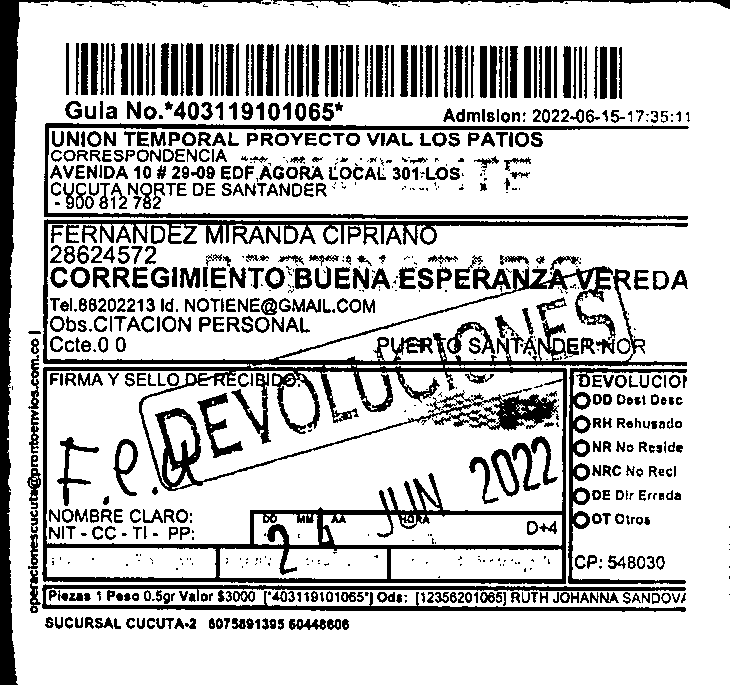 Guia No.*403119101065*
Admision: 2022-06-15-17:35:11
UNION TEMPORAL PROYECTO VIAL LOS PATIOS
CORRESPONDENCIA
AVENIDA 10 # 29-09 EDF AGORA LOCAL 301 LOS
CUCUTA NORTE DE SANTANDER
- 900 812 782
FERNANDEZ MIRANDA CIPRIANO
28624572
CORREGIMIENTO BUENA ESPERANZA VEREDA
Tel.88202213 Id. NOTIENE@GMAIL.COM
Obs.CITACION PERSONAL
Ccte.0 0
PUERTO SANTANDER-NOR
DEVOLUCIONES
FIRMA Y SELLO DE RECIBIDO:
24 JUN 2022
NOMBRE CLARO:
NIT - CC - TI - PP:
DD MM AA HORA
D+4
DEVOLUCION
DD Dest Desc
RH Rehusado
NR No Reside
NRC No Recl
DE Dir Errada
OT Otros
CP: 548030
operacionescucuta@prontoenvios.com.co
Piezas 1 Peso 0.5gr Valor $3000 [*403119101065*] Ods: [12356201065] RUTH JOHANNA SANDOVA
SUCURSAL CUCUTA-2 6075891395 60448606